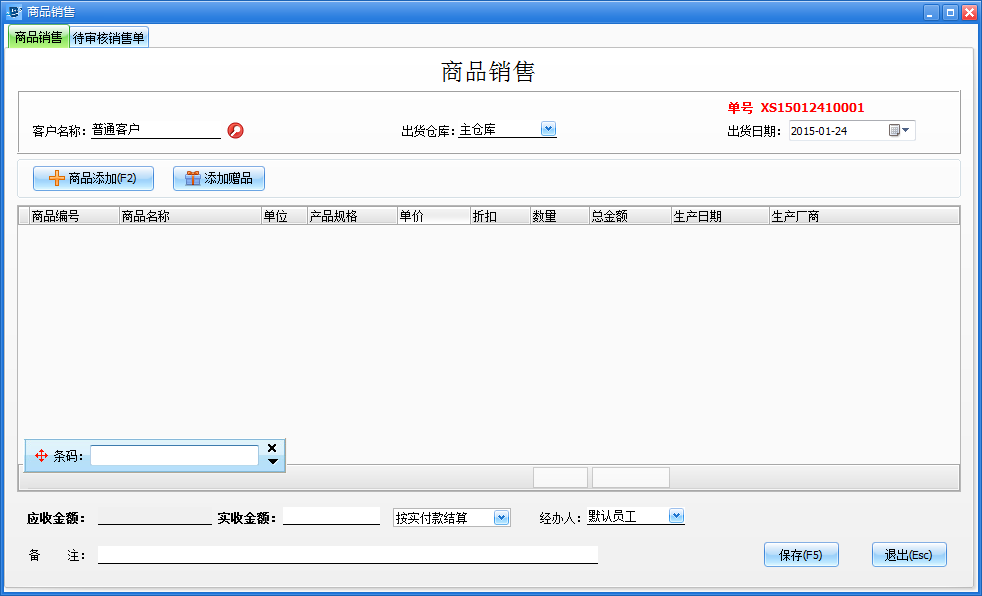 商品销售
商品销售 待审核销售单
商品销售
单号 XS15012410001
客户名称: 普通客户 出货仓库: 主仓库 出货日期: 2015-01-24
商品添加(F2) 添加赠品
商品编号 商品名称 单位 产品规格 单价 折扣 数量 总金额 生产日期 生产厂商
条码:
应收金额: 实收金额: 按实付款结算 经办人: 默认员工
备 注: 保存(F5) 退出(Esc)